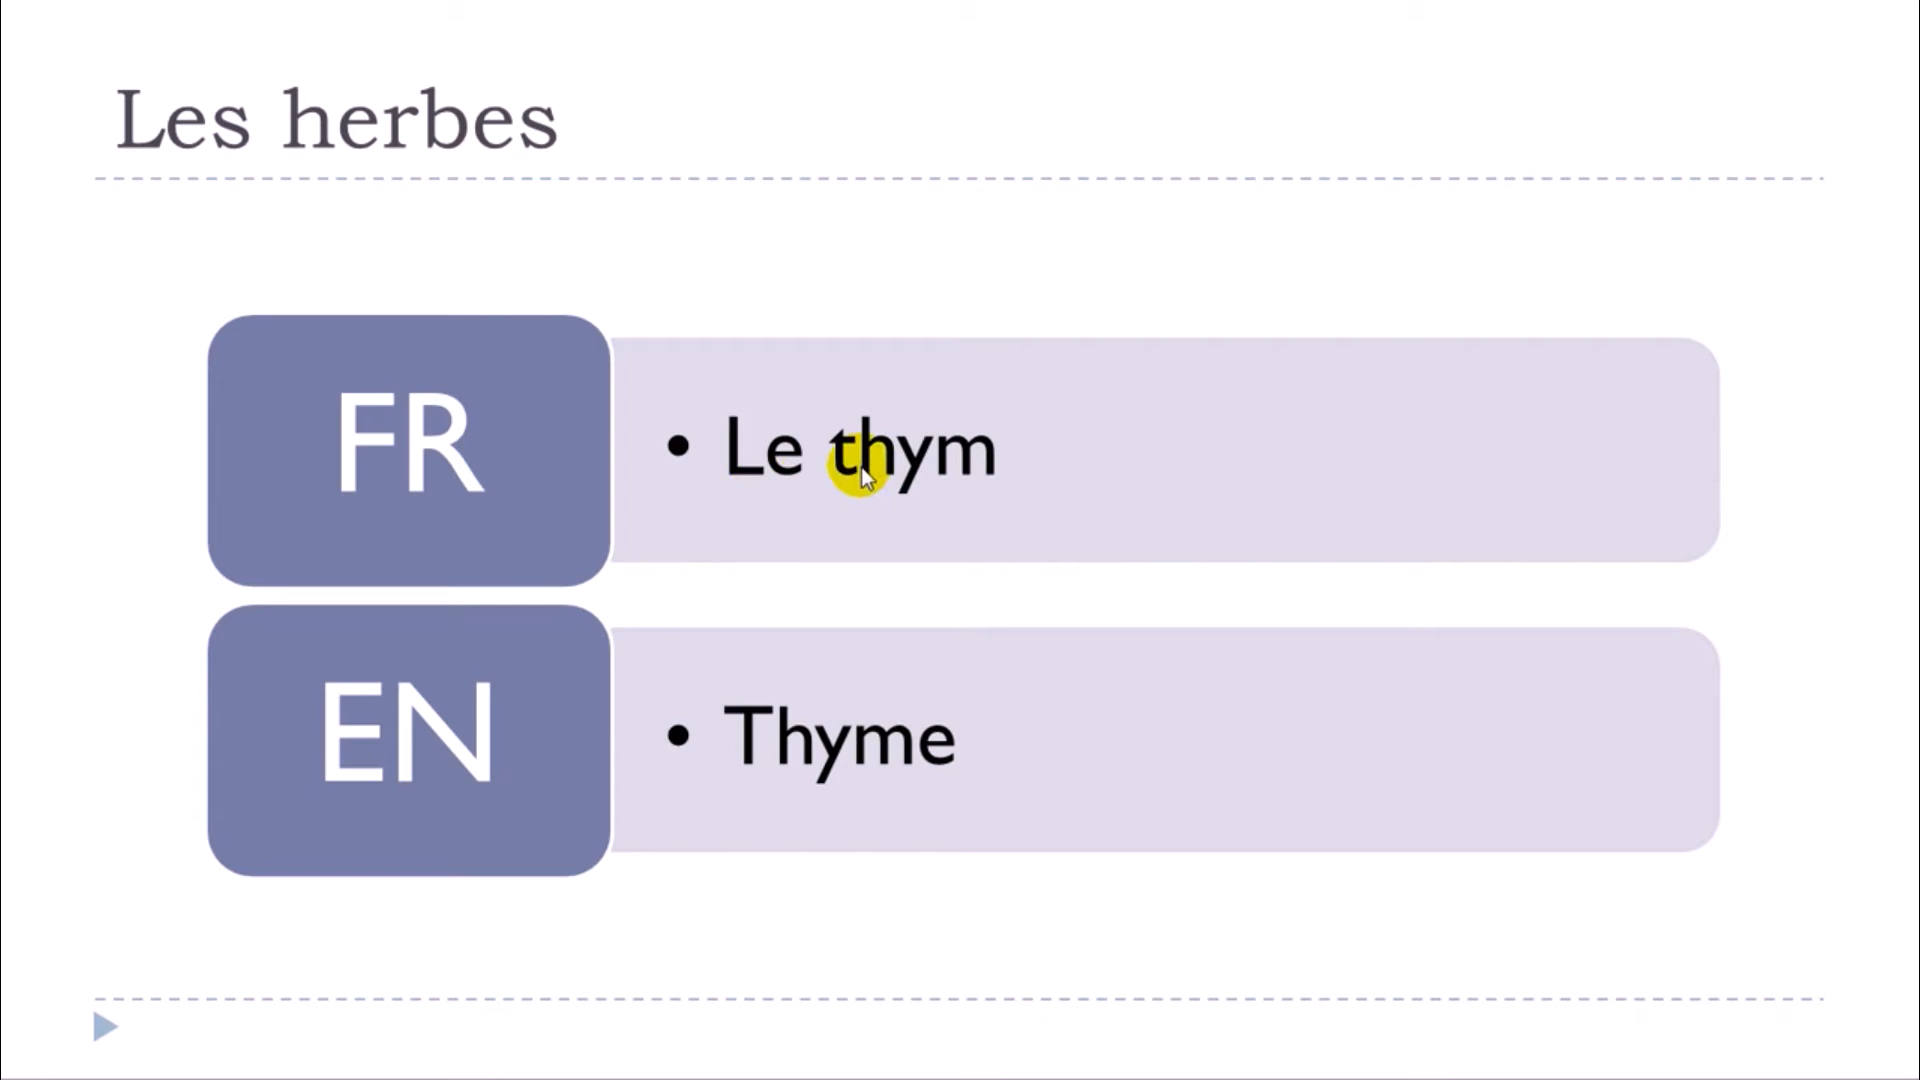 Les herbes
FR
• Le thym
EN
• Thyme